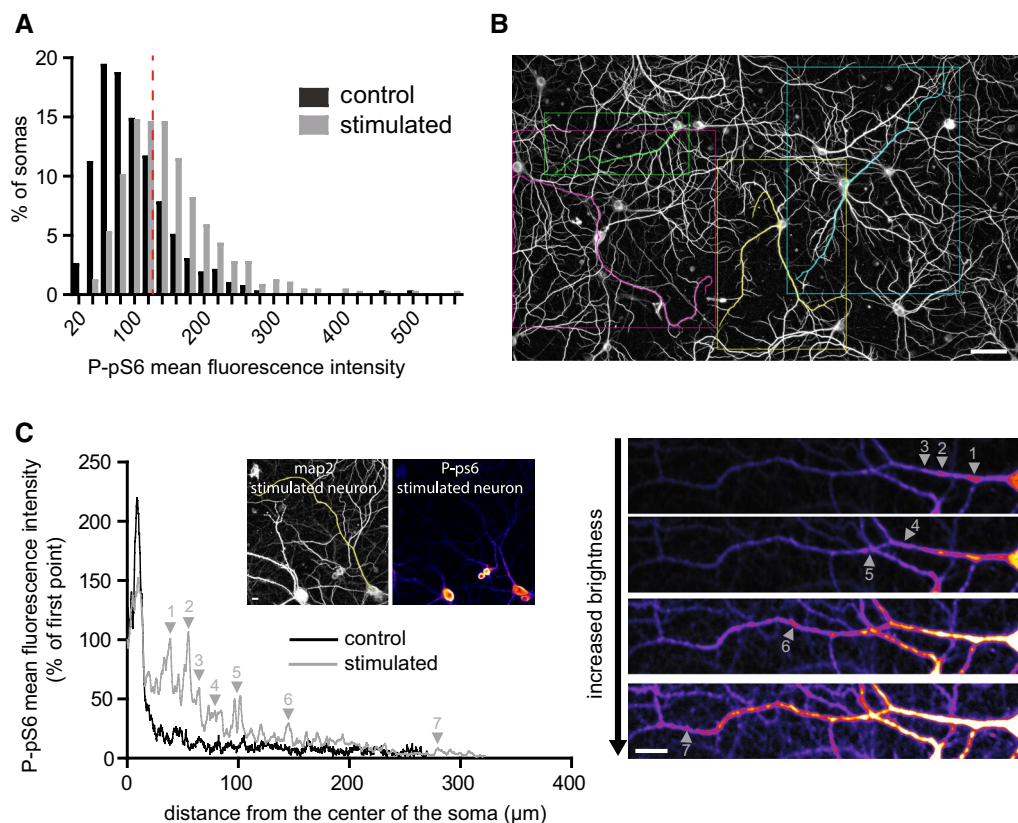 A
20
15
10
5
0
% of somas
control
stimulated
20
100
200
300
400
500
P-pS6 mean fluorescence intensity
B
C
250
200
150
100
50
0
P-pS6 mean fluorescence intensity
(% of first point)
map2
stimulated neuron
P-ps6
stimulated neuron
control
stimulated
1
2
3
4
5
6
7
0
100
200
300
400
distance from the center of the soma (µm)
increased brightness
3
2
1
4
5
6
7